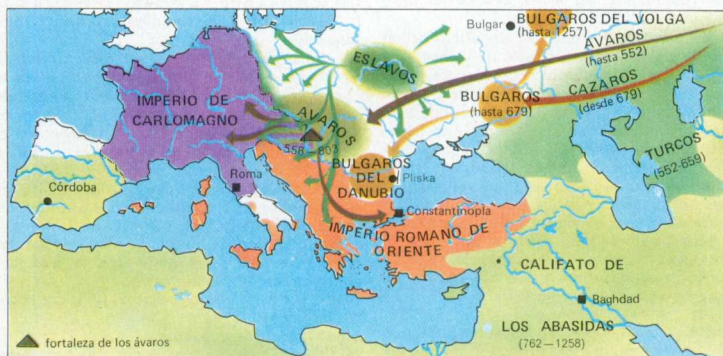 Bulgar
BULGAROS DEL VOLGA
(hasta 1257)
AVAROS
(hasta 552)
ESLAVOS
CAZAROS
(desde 679)
BULGAROS
(hasta 679)
IMPERIO DE
CARLOMAGNO
AVAROS
558 - 803
TURCOS
(552-659)
Roma
BULGAROS
DEL
DANUBIO
Pliska
Córdoba
Constantínopla
IMPERIO ROMANO DE
ORIENTE
CALIFATO DE
Baghdad
LOS ABASIDAS
(762—1258)
fortaleza de los ávaros